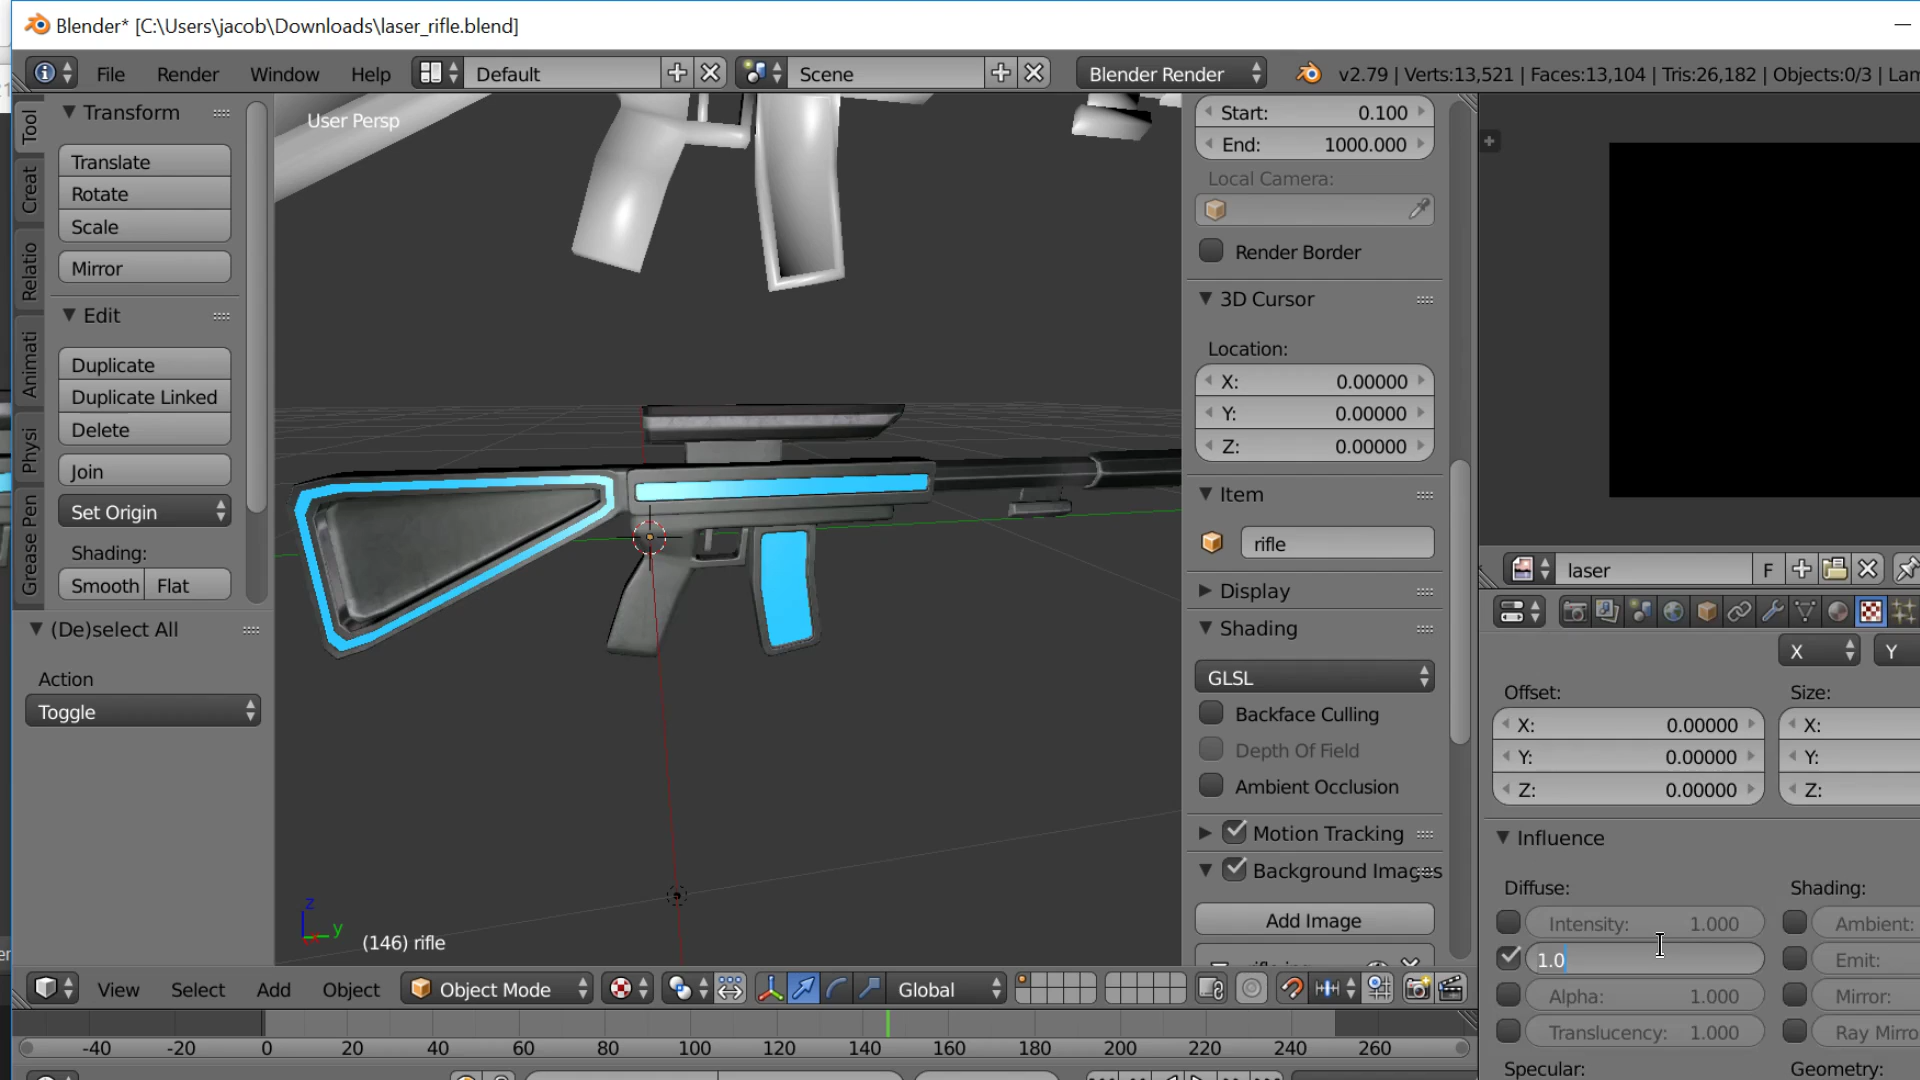 Blender* [C:\Users\jacob\Downloads\laser_rifle.blend]
File Render Window Help Default Scene Blender Render v2.79 | Verts:13,521 | Faces:13,104 | Tris:26,182 | Objects:0/3 |
Tool
Creat
Relatio
Animati
Physi
Grease Pen
Transform
Translate
Rotate
Scale
Mirror
Edit
Duplicate
Duplicate Linked
Delete
Join
Set Origin
Shading:
Smooth Flat
(De)select All
Action
Toggle
User Persp
z
y
(146) rifle
Start: 0.100
End: 1000.000
Local Camera:
Render Border
3D Cursor
Location:
X: 0.00000
Y: 0.00000
Z: 0.00000
Item
rifle
Display
Shading
GLSL
Backface Culling
Depth Of Field
Ambient Occlusion
Motion Tracking
Background Images
Add Image
View Select Add Object Object Mode Global
-40 -20 0 20 40 60 80 100 120 140 160 180 200 220 240 260
laser F
X Y
Offset: Size:
X: 0.00000 X:
Y: 0.00000 Y:
Z: 0.00000 Z:
Influence
Diffuse: Shading:
Intensity: 1.000 Ambient:
1.0 Emit:
Alpha: 1.000 Mirror:
Translucency: 1.000 Ray Mirro
Specular: Geometry: